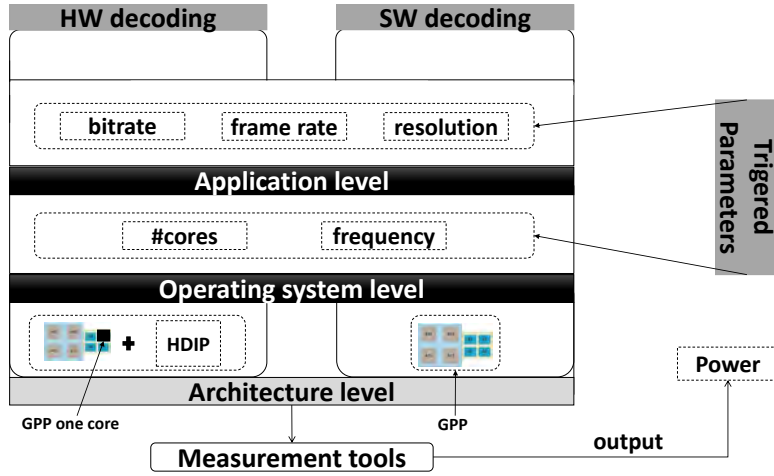 HW decoding
SW decoding
bitrate
frame rate
resolution
Trigered
Parameters
Application level
#cores
frequency
Operating system level
+
HDIP
Architecture level
GPP one core
GPP
Power
output
Measurement tools